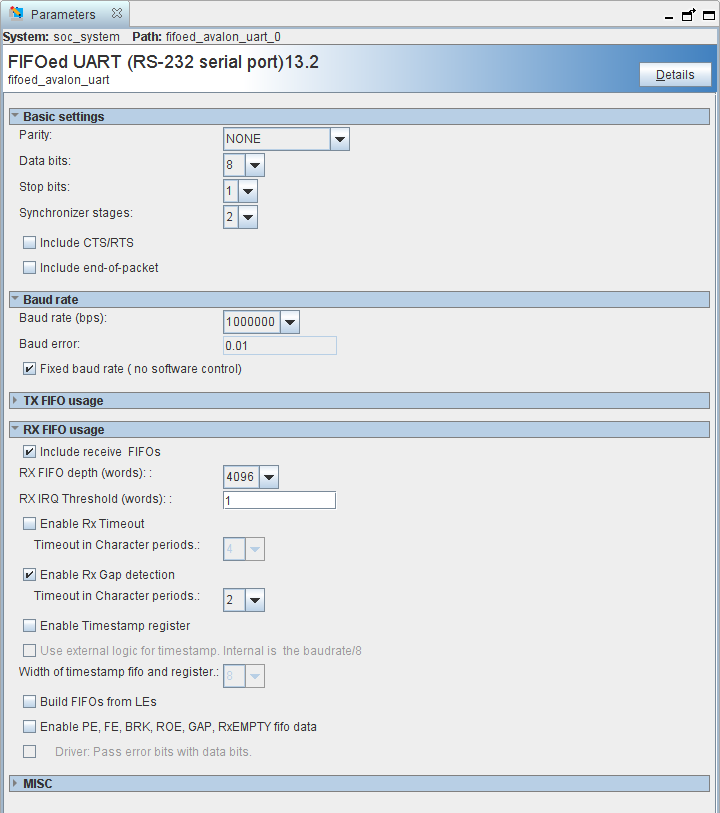 Parameters
System: soc_system Path: fifoed_avalon_uart_0
FIFOed UART (RS-232 serial port)13.2
fifoed_avalon_uart
Details
Basic settings
Parity: NONE
Data bits: 8
Stop bits: 1
Synchronizer stages: 2
Include CTS/RTS
Include end-of-packet
Baud rate
Baud rate (bps): 1000000
Baud error: 0.01
Fixed baud rate ( no software control)
TX FIFO usage
RX FIFO usage
Include receive FIFOs
RX FIFO depth (words): : 4096
RX IRQ Threshold (words): : 1
Enable Rx Timeout
Timeout in Character periods.: 4
Enable Rx Gap detection
Timeout in Character periods.: 2
Enable Timestamp register
Use external logic for timestamp. Internal is the baudrate/8
Width of timestamp fifo and register.: 8
Build FIFOs from LEs
Enable PE, FE, BRK, ROE, GAP, RxEMPTY fifo data
Driver: Pass error bits with data bits.
MISC